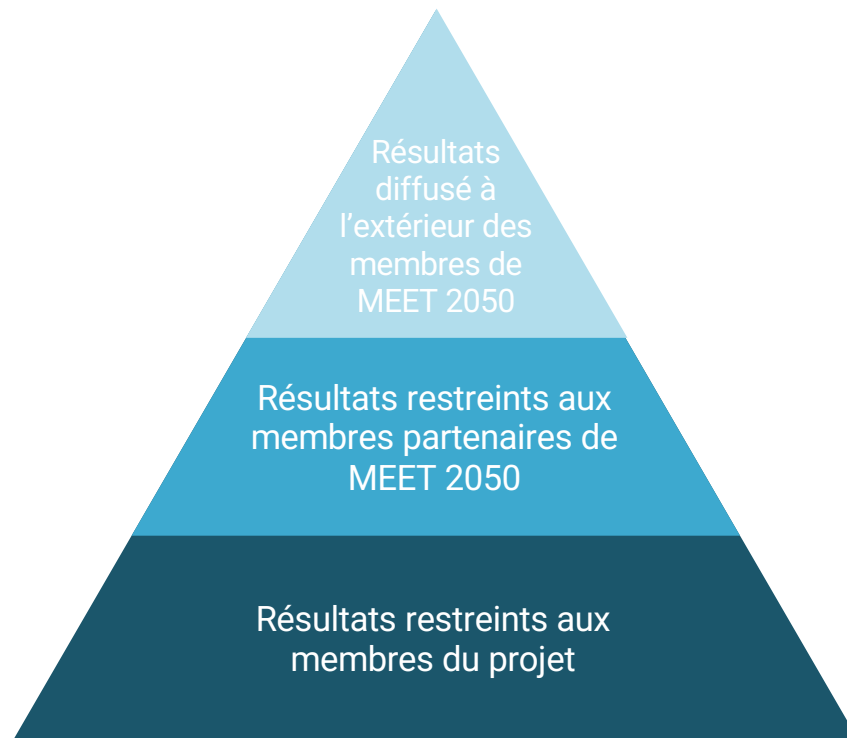 Résultats
diffusé à
l'extérieur des
membres de
MEET 2050
Résultats restreints aux
membres partenaires de
MEET 2050
Résultats restreints aux
membres du projet